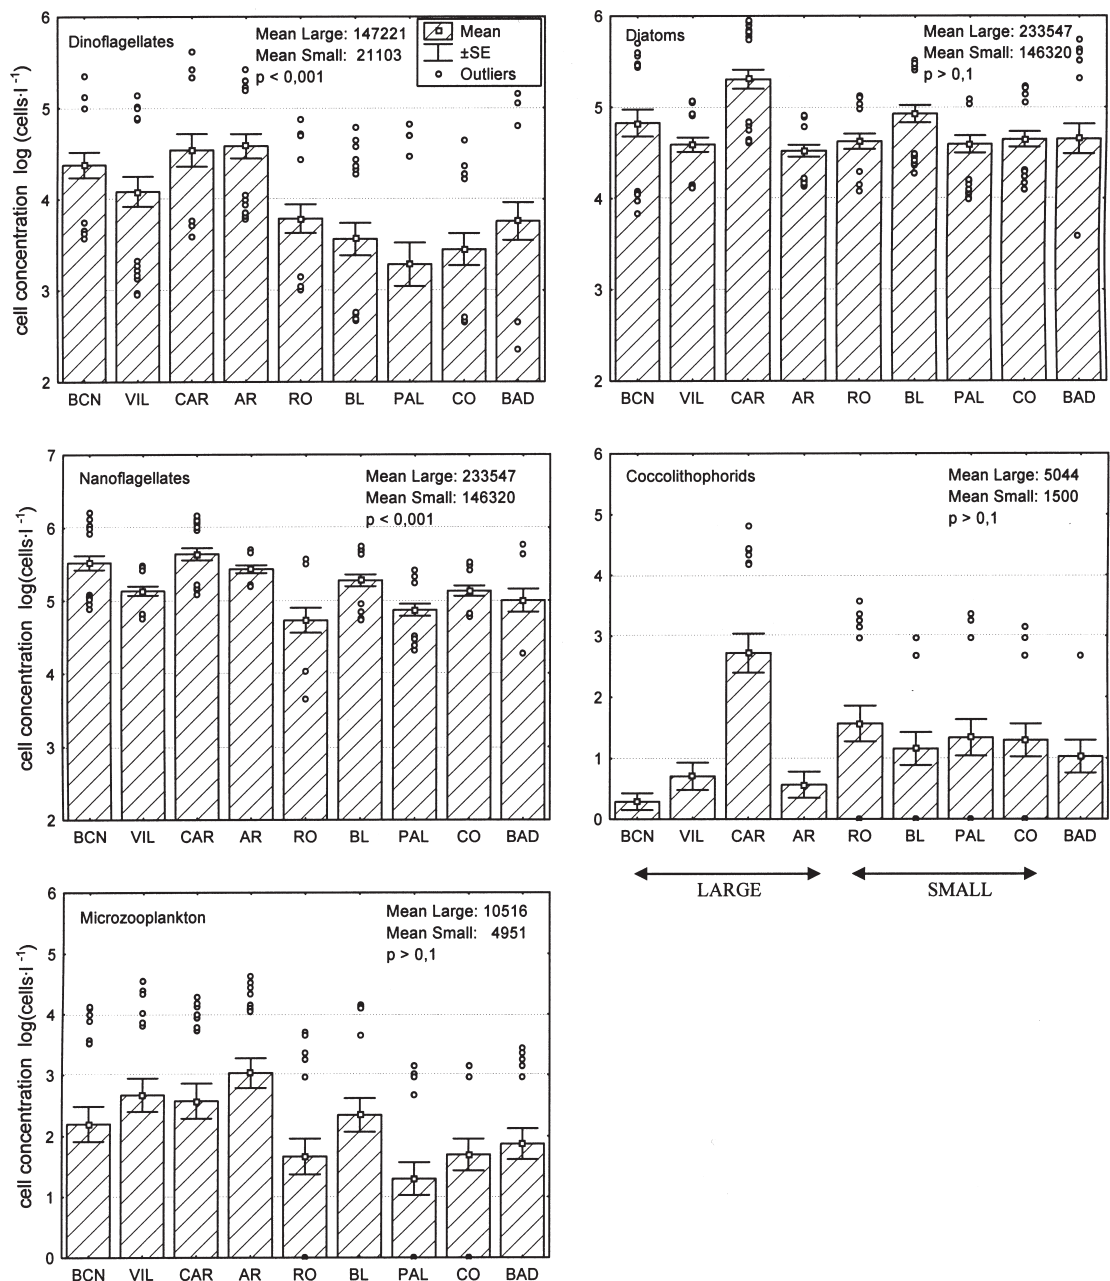 Dinoflagellates
Mean Large: 147221
Mean Small: 21103
p < 0,001
Mean
±SE
Outliers
cell concentration log (cells·l⁻¹)
6
5
4
3
2
BCN VIL CAR AR RO BL PAL CO BAD
Diatoms
Mean Large: 233547
Mean Small: 146320
p > 0,1
6
5
4
3
2
BCN VIL CAR AR RO BL PAL CO BAD
Nanoflagellates
Mean Large: 233547
Mean Small: 146320
p < 0,001
cell concentration log(cells·l⁻¹)
7
6
5
4
3
2
BCN VIL CAR AR RO BL PAL CO BAD
Coccolithophorids
Mean Large: 5044
Mean Small: 1500
p > 0,1
6
5
4
3
2
1
0
BCN VIL CAR AR RO BL PAL CO BAD
LARGE SMALL
Microzooplankton
Mean Large: 10516
Mean Small: 4951
p > 0,1
cell concentration log(cells·l⁻¹)
6
5
4
3
2
1
0
BCN VIL CAR AR RO BL PAL CO BAD